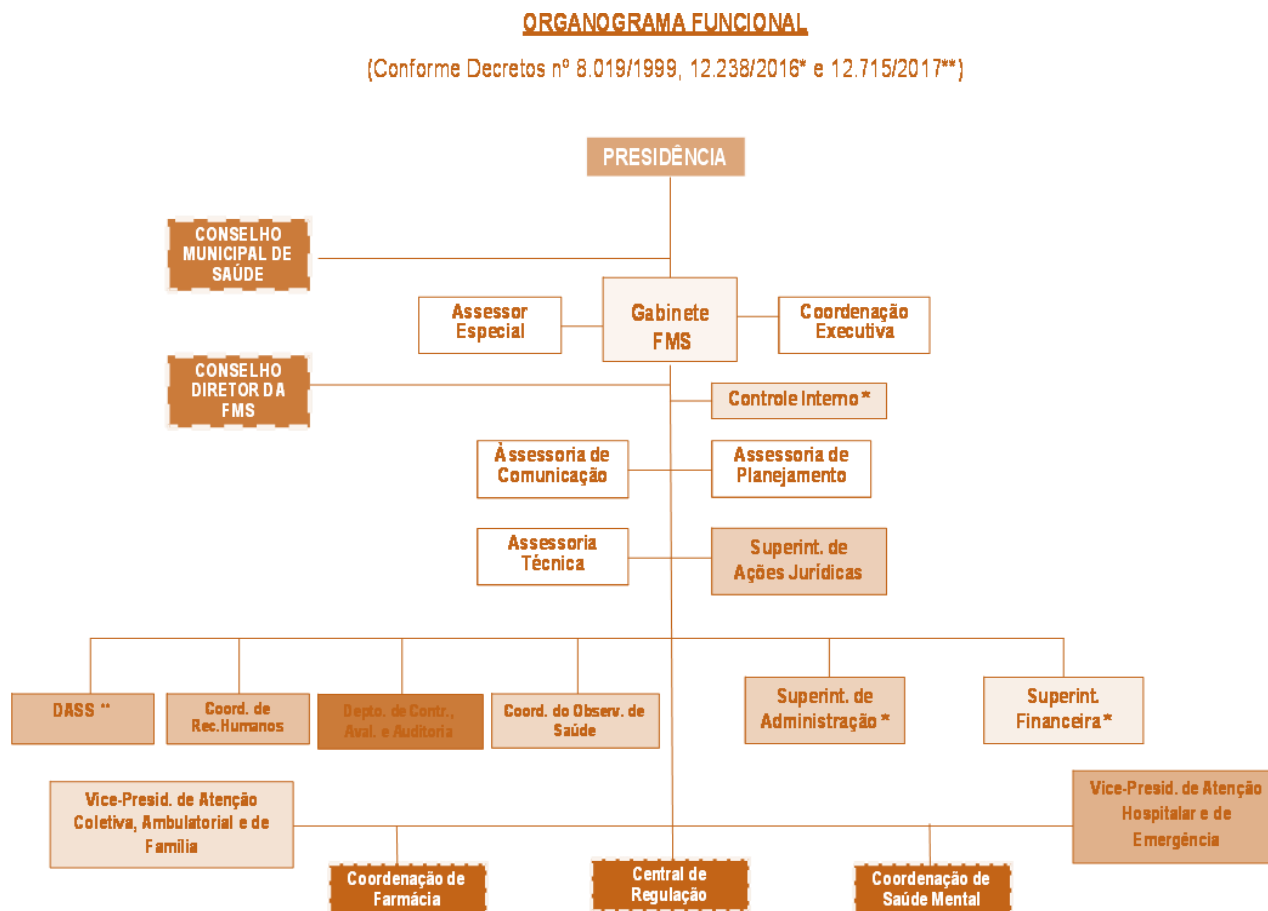 ORGANOGRAMA FUNCIONAL
(Conforme Decretos nº 8.019/1999, 12.238/2016* e 12.715/2017**)
PRESIDÊNCIA
CONSELHO
MUNICIPAL DE
SAÚDE
Assessor
Especial
Gabinete
FMS
Coordenação
Executiva
CONSELHO
DIRETOR DA
FMS
Controle Interno *
Àssessoria de
Comunicação
Assessoria de
Planejamento
Assessoria
Técnica
Superint. de
Ações Jurídicas
DASS **
Coord. de
Rec.Humanos
Depto. de Contr.,
Aval. e Auditoria
Coord. do Observ. de
Saúde
Superint. de
Administração *
Superint.
Financeira *
Vice-Presid. de Atenção
Coletiva, Ambulatorial e de
Família
Vice-Presid. de Atenção
Hospitalar e de
Emergência
Coordenação de
Farmácia
Central de
Regulação
Coordenação de
Saúde Mental